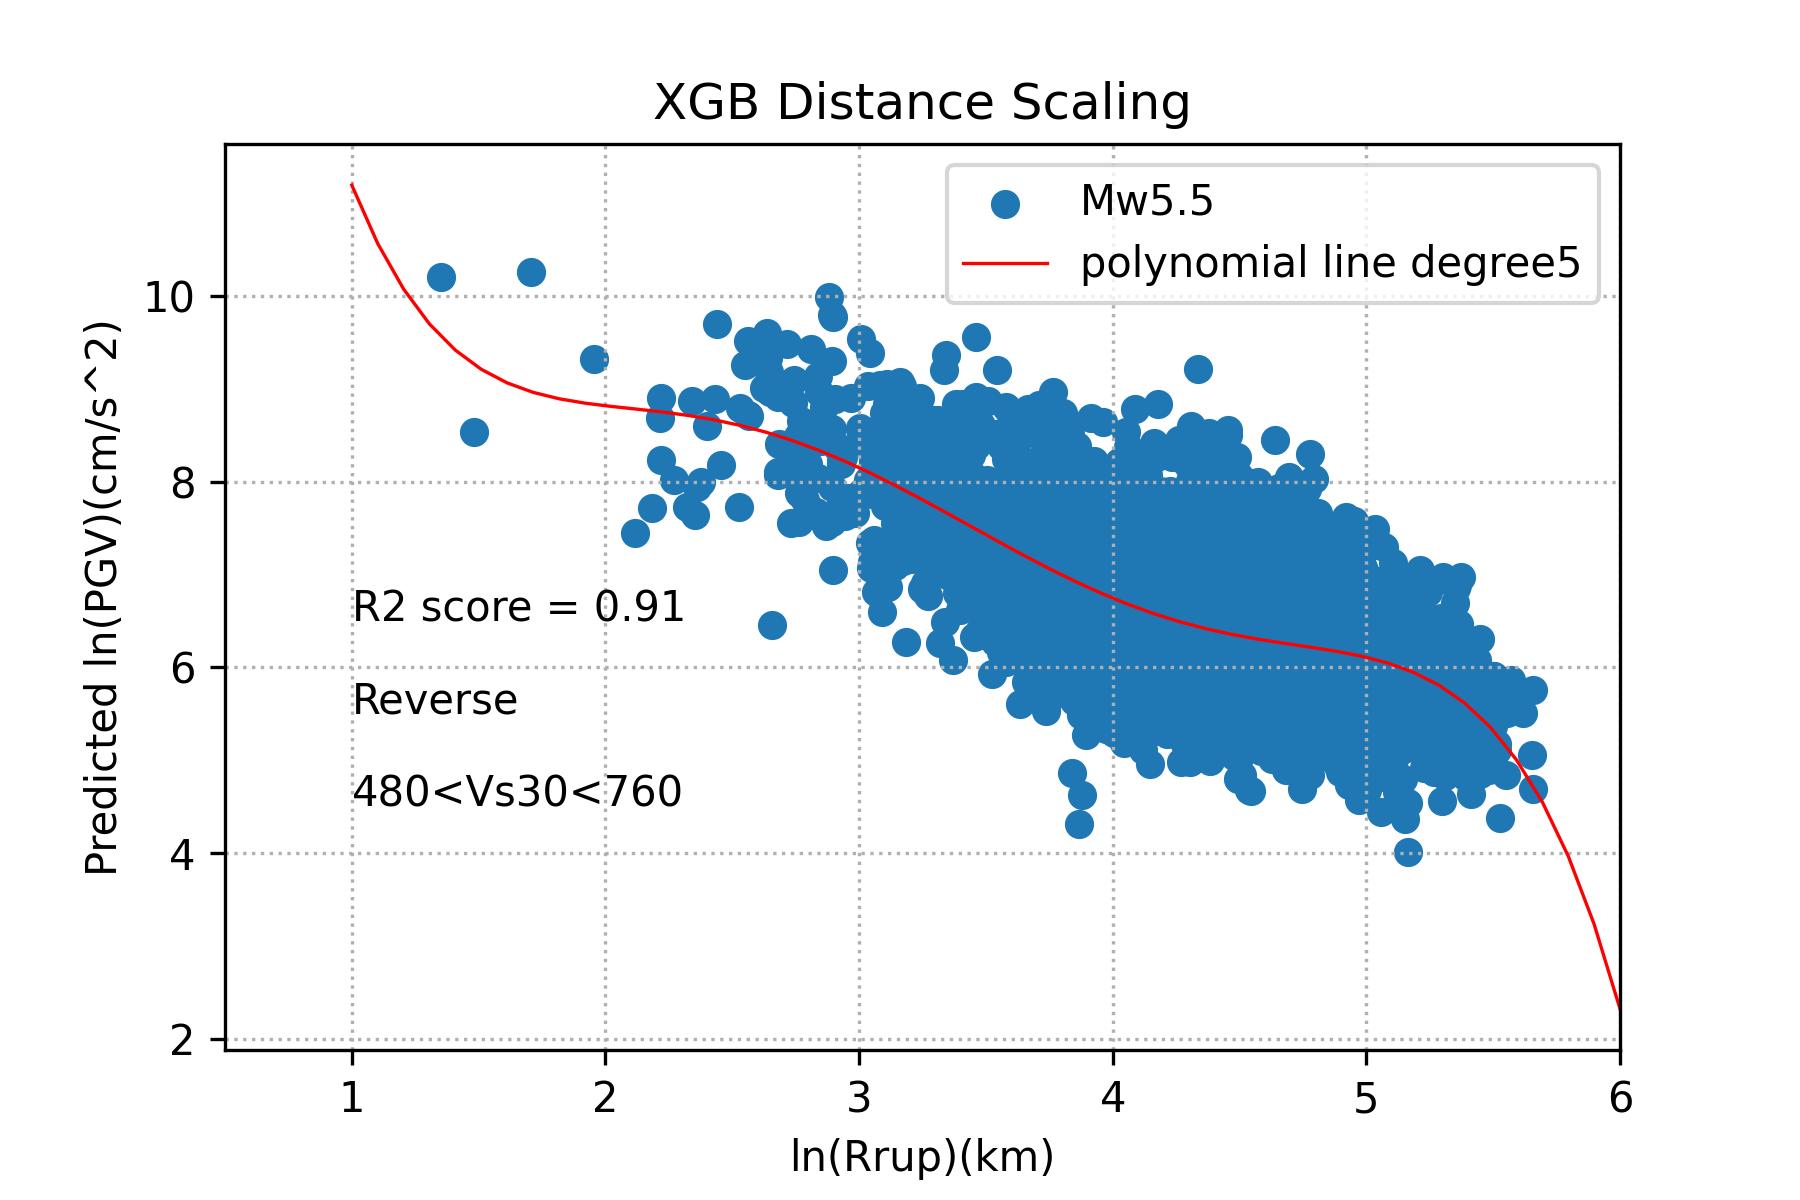 XGB Distance Scaling
Mw5.5
polynomial line degree5
Predicted ln(PGV)(cm/s^2)
10
8
6
4
2
R2 score = 0.91
Reverse
480<Vs30<760
1 2 3 4 5 6
ln(Rrup)(km)